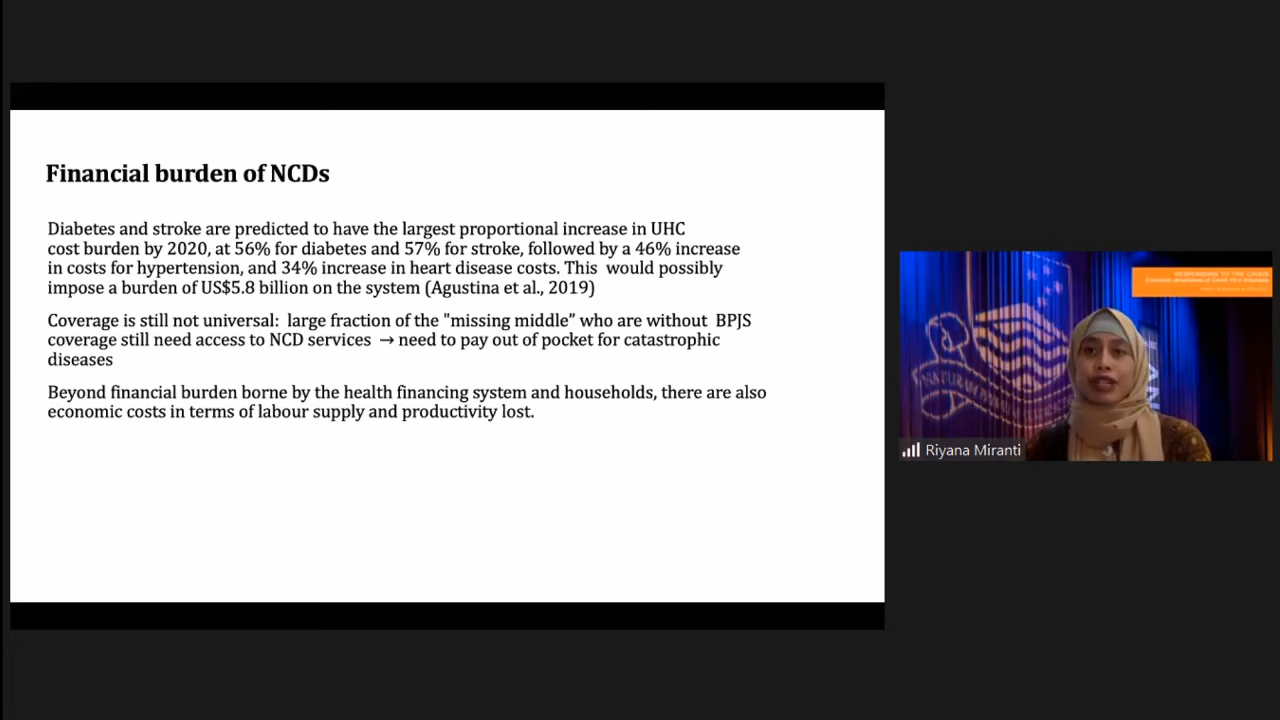 Financial burden of NCDs
Diabetes and stroke are predicted to have the largest proportional increase in UHC
cost burden by 2020, at 56% for diabetes and 57% for stroke, followed by a 46% increase
in costs for hypertension, and 34% increase in heart disease costs. This  would possibly
impose a burden of US$5.8 billion on the system (Agustina et al., 2019)
Coverage is still not universal:  large fraction of the "missing middle” who are without  BPJS
coverage still need access to NCD services  → need to pay out of pocket for catastrophic
diseases
Beyond financial burden borne by the health financing system and households, there are also
economic costs in terms of labour supply and productivity lost.
RESPONDING TO THE CRISIS
Riyana Miranti